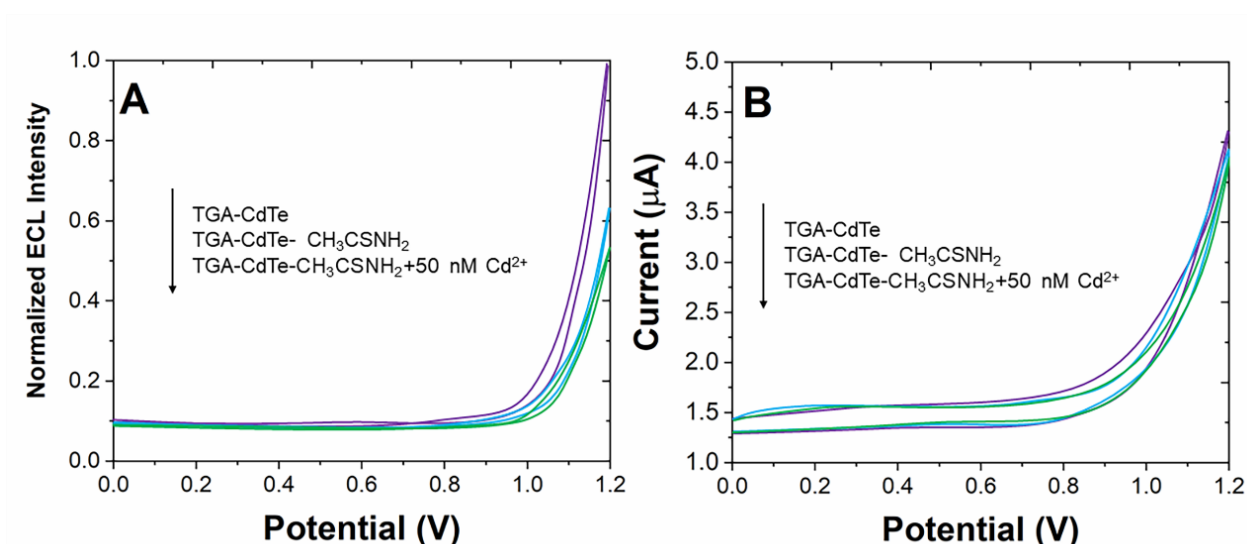 A
Normalized ECL Intensity
1.0
0.8
0.6
0.4
0.2
0.0
TGA-CdTe
TGA-CdTe- CH₃CSNH₂
TGA-CdTe-CH₃CSNH₂+50 nM Cd²⁺
0.0 0.2 0.4 0.6 0.8 1.0 1.2
Potential (V)
B
Current (μA)
5.0
4.5
4.0
3.5
3.0
2.5
2.0
1.5
1.0
TGA-CdTe
TGA-CdTe- CH₃CSNH₂
TGA-CdTe-CH₃CSNH₂+50 nM Cd²⁺
0.0 0.2 0.4 0.6 0.8 1.0 1.2
Potential (V)